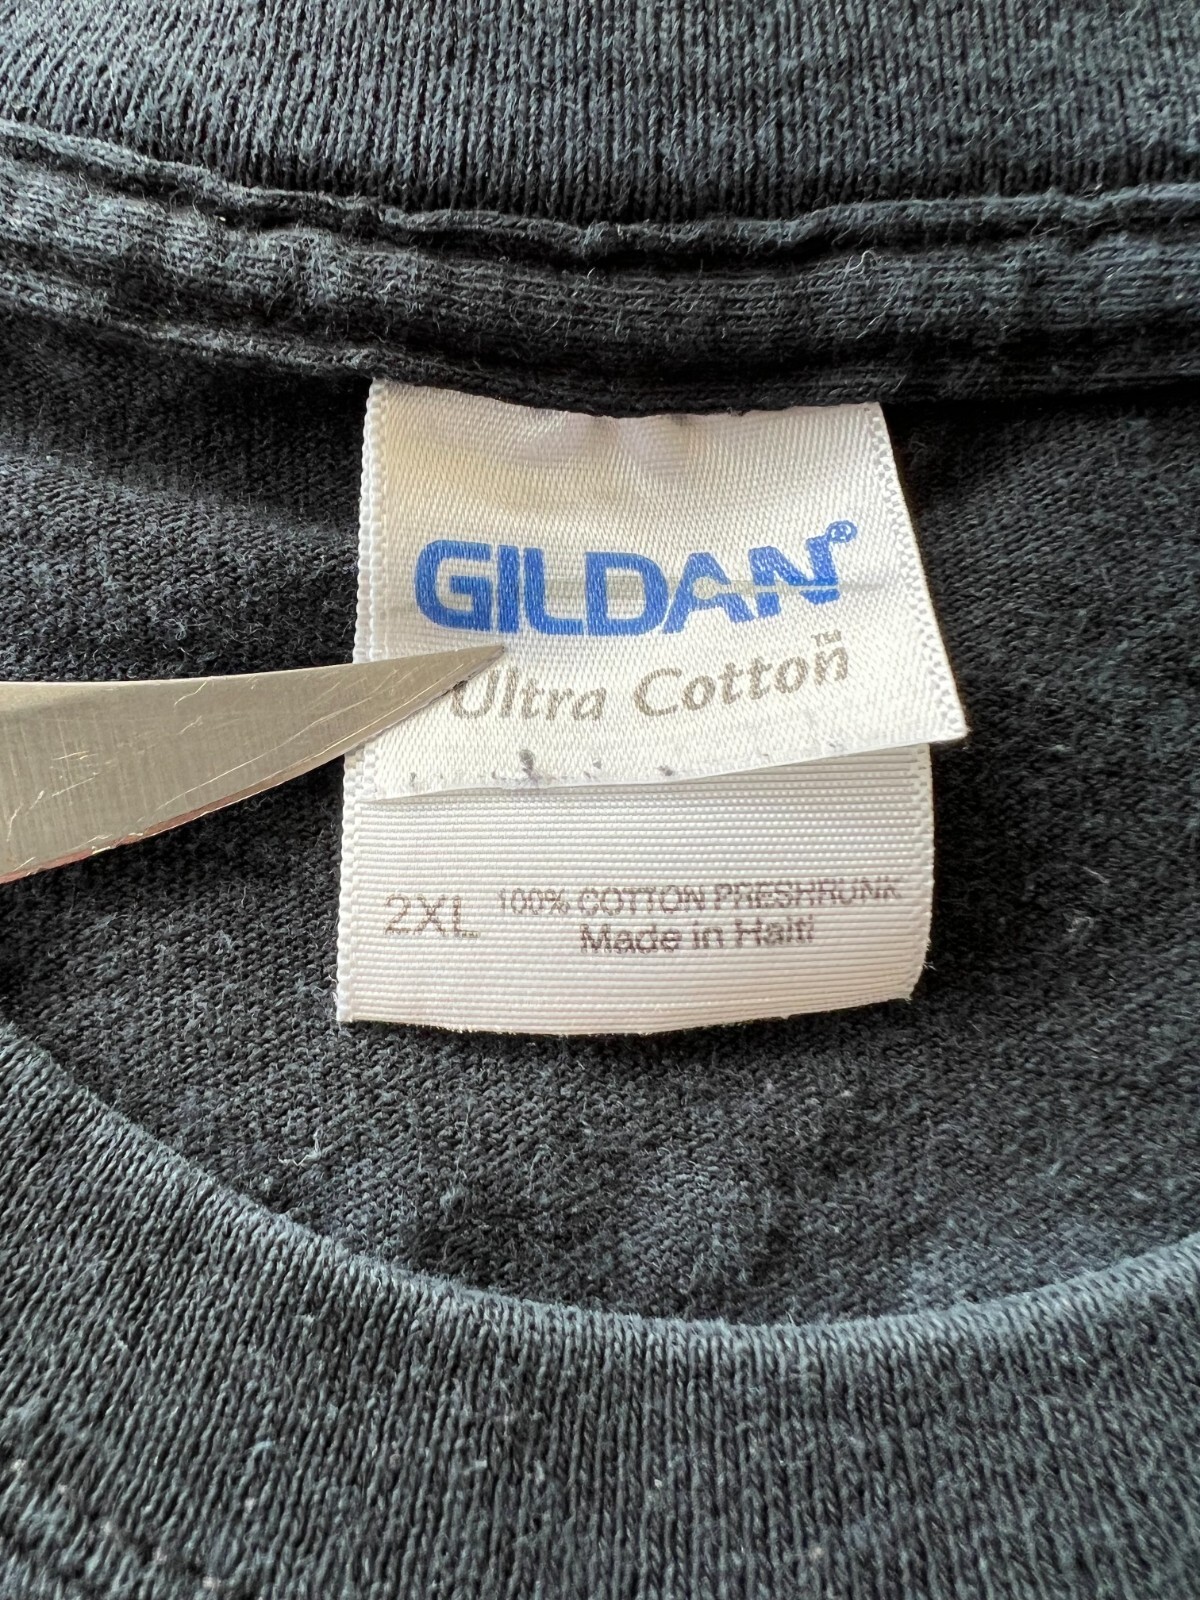 GILDAN®
Ultra Cotton™
2XL 100% COTTON PRESHRUNK
Made in Haiti